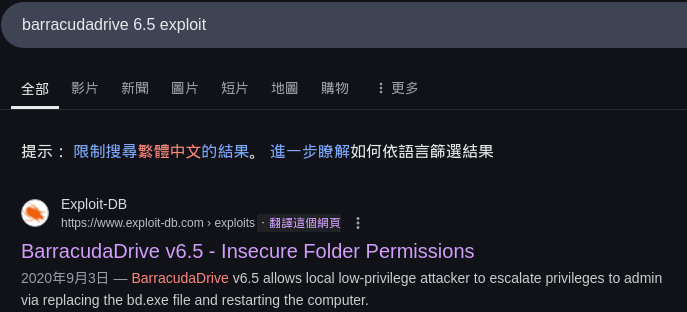 barracudadrive 6.5 exploit
全部 影片 新聞 圖片 短片 地圖 購物 ⋮ 更多
提示： 限制搜尋繁體中文的結果。 進一步瞭解如何依語言篩選結果
Exploit-DB
https://www.exploit-db.com › exploits · 翻譯這個網頁
BarracudaDrive v6.5 - Insecure Folder Permissions
2020年9月3日 — BarracudaDrive v6.5 allows local low-privilege attacker to escalate privileges to admin
via replacing the bd.exe file and restarting the computer.